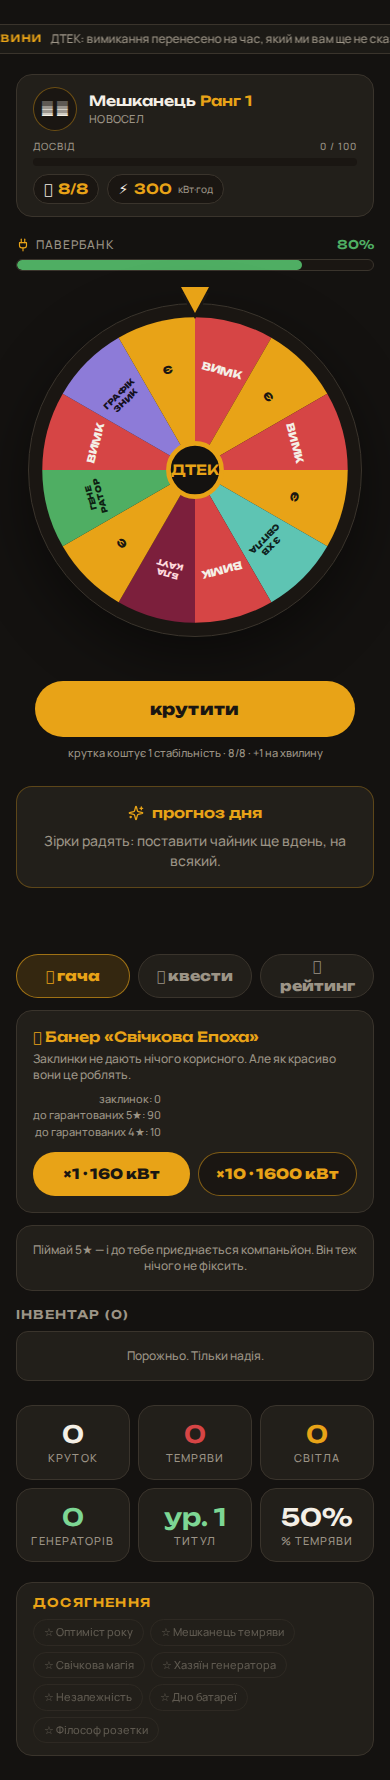 ВИНИ ДТЕК: вимикання перенесено на час, який ми вам ще не ска
Мешканець Ранг 1
НОВОСЕЛ
ДОСВІД 0 / 100
8/8 ⚡ 300 кВт·год
ПАВЕРБАНК 80%
Є ВИМК
ГРАФІК
ЗНИК
Є
ВИМК ВИМК
ГЕНЕ
РАТОР
Є
Є
СВІТЛА
3 ХВ
БЛА
КАУТ
ВИМК
ДТЕК
крутити
крутка коштує 1 стабільність · 8/8 · +1 на хвилину
прогноз дня
Зірки радять: поставити чайник ще вдень, на
всякий.
гача квести
рейтинг
Банер «Свічкова Епоха»
Заклинки не дають нічого корисного. Але як красиво
вони це роблять.
заклинок: 0
до гарантованих 5★: 90
до гарантованих 4★: 10
×1 · 160 кВт ×10 · 1600 кВт
Піймай 5★ — і до тебе приєднається компаньйон. Він теж
нічого не фіксить.
ІНВЕНТАР (0)
Порожньо. Тільки надія.
0 0 0
КРУТОК ТЕМРЯВИ СВІТЛА
0 ур. 1 50%
ГЕНЕРАТОРІВ ТИТУЛ % ТЕМРЯВИ
ДОСЯГНЕННЯ
☆ Оптиміст року ☆ Мешканець темряви
☆ Свічкова магія ☆ Хазяїн генератора
☆ Незалежність ☆ Дно батареї
☆ Філософ розетки